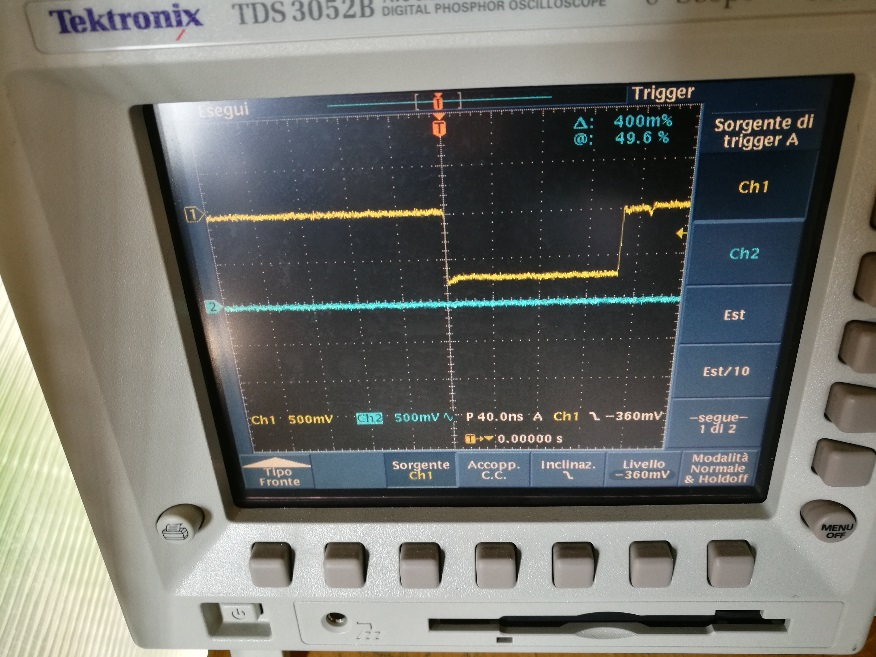 Tektronix TDS 3052B
DIGITAL PHOSPHOR OSCILLOSCOPE
Esegui
Trigger
T
Δ: 400m%
@: 49.6 %
Sorgente di
trigger A
Ch1
Ch2
Est
Est/10
-segue-
1 di 2
1
2
Ch1 500mV Ch2 500mV∿ P 40.0ns A Ch1 -360mV
T→▼ 0.00000 s
Tipo
Fronte
Sorgente
Ch1
Accopp.
C.C.
Inclinaz.
Livello
-360mV
Modalità
Normale
& Holdoff
MENU
OFF